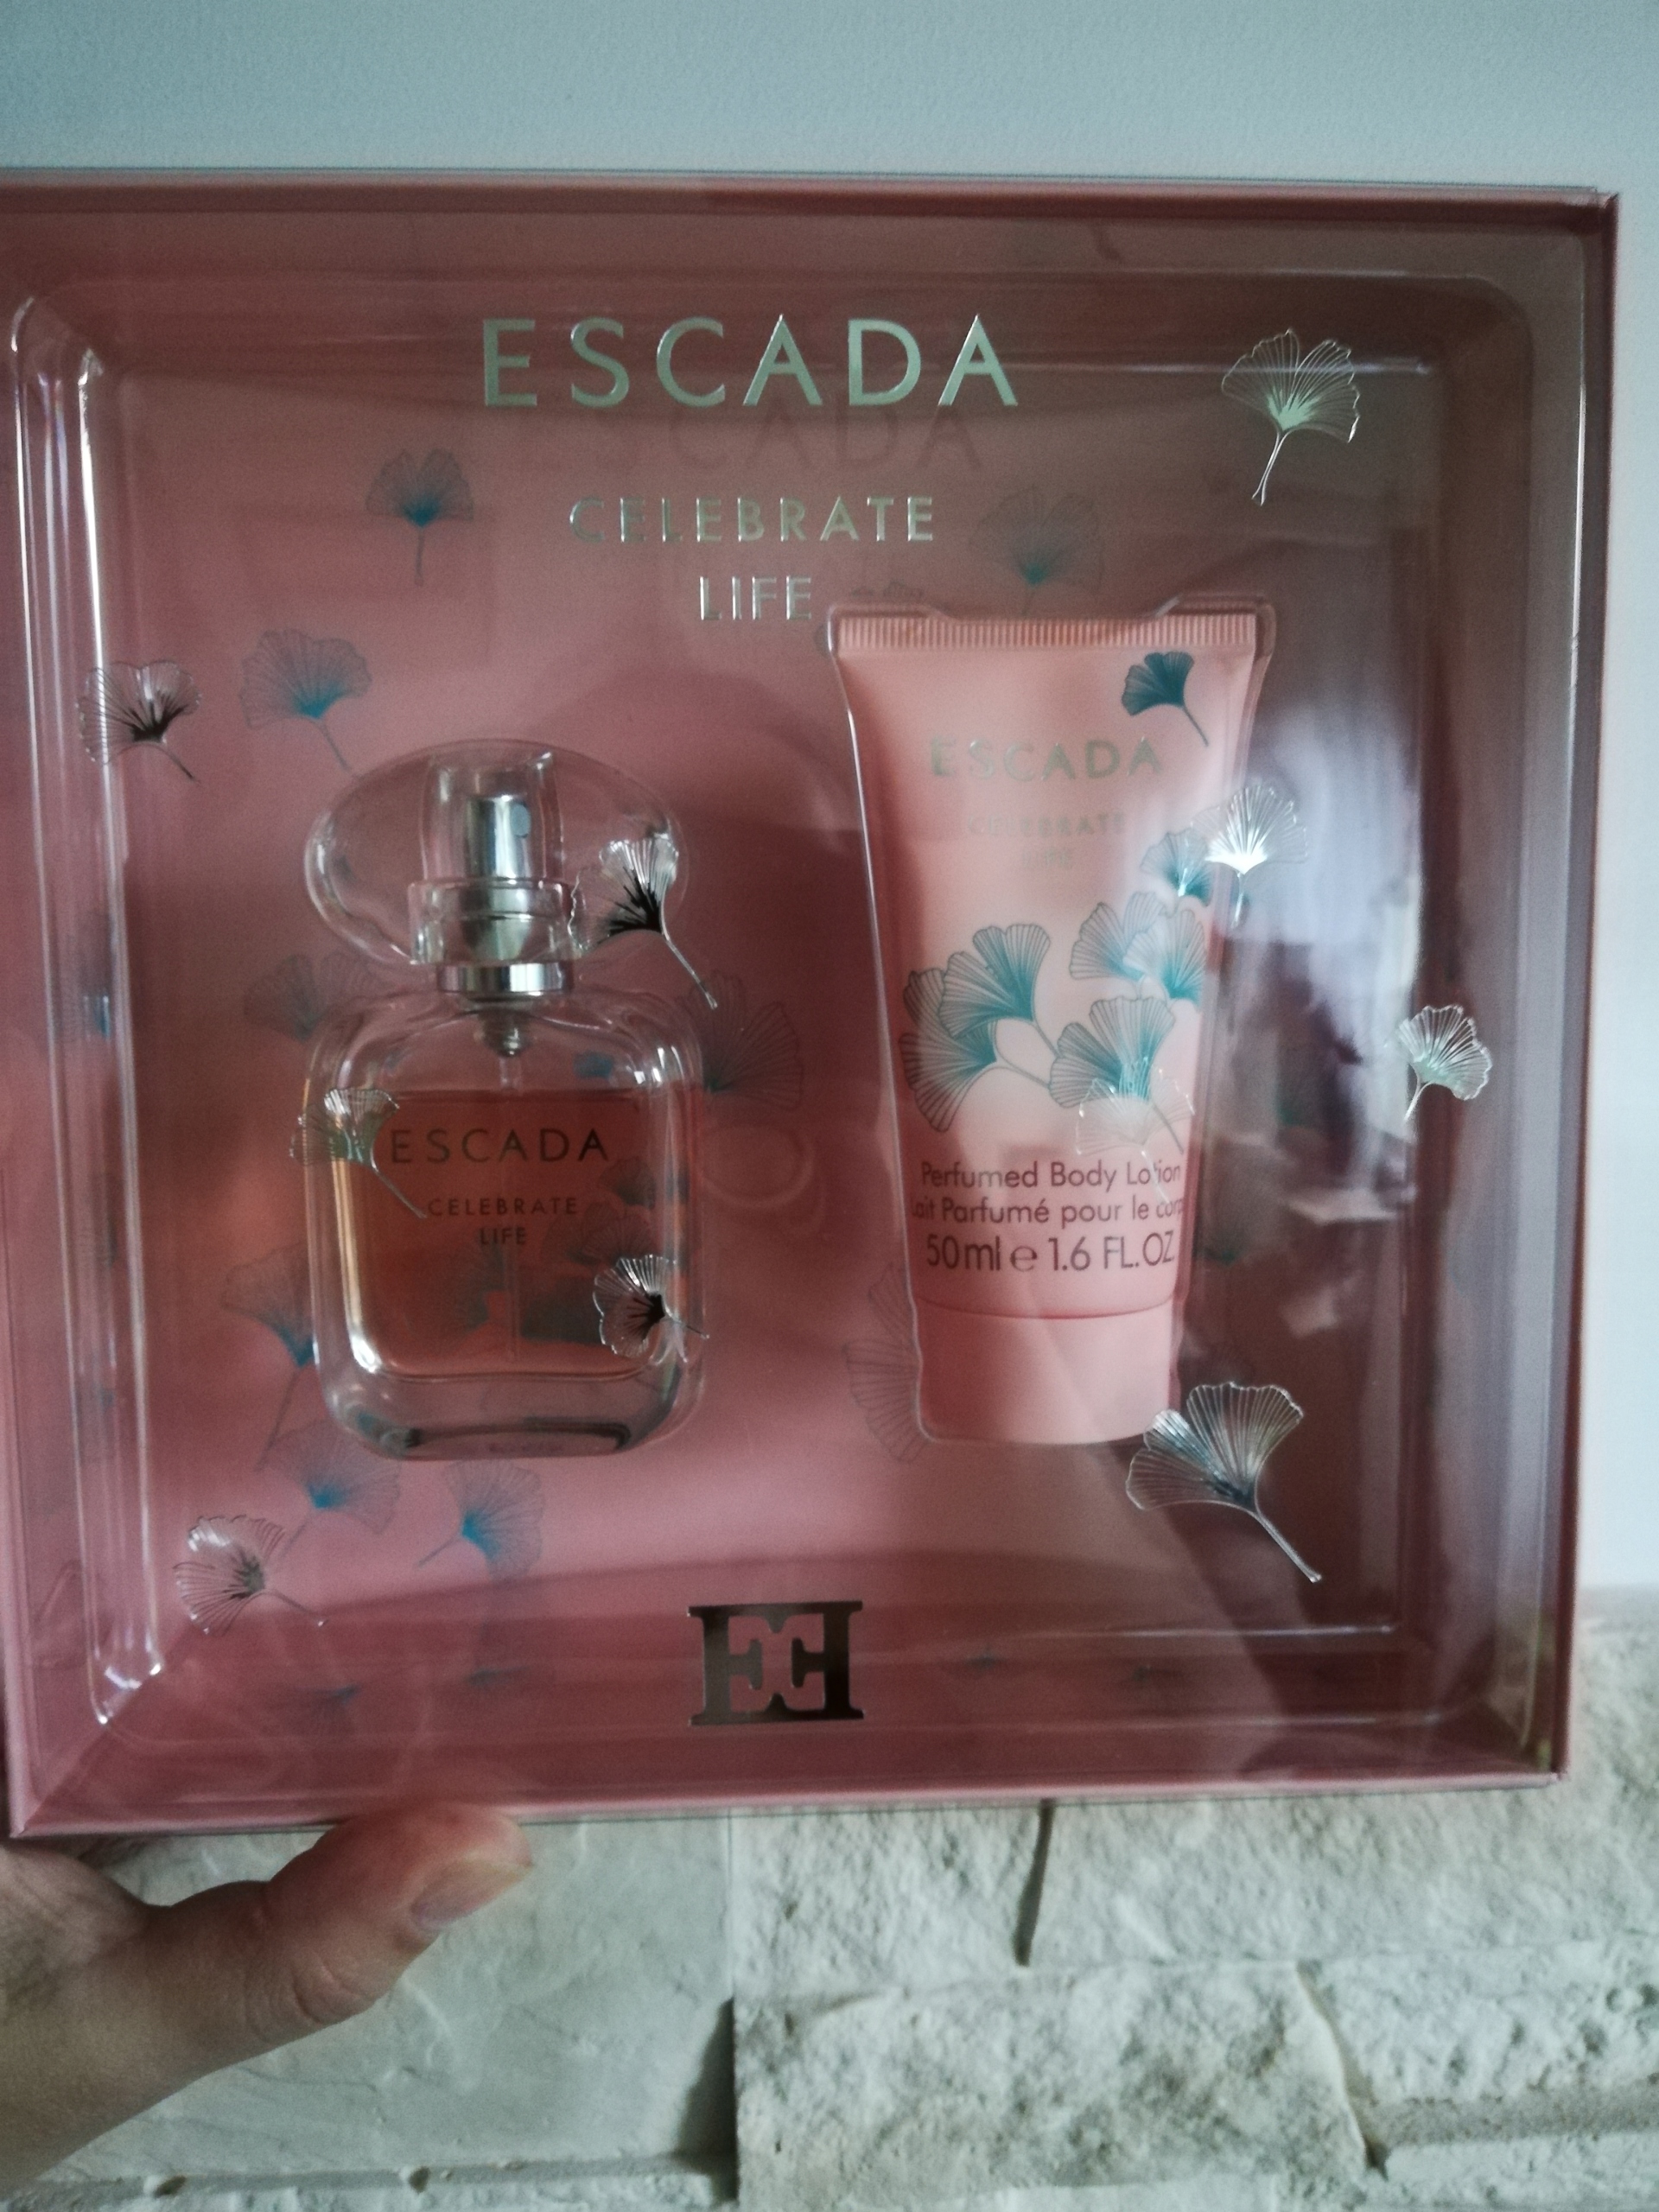 ESCADA
CELEBRATE
LIFE
ESCADA
CELEBRATE
LIFE
ESCADA
CELEBRATE
LIFE
Perfumed Body Lotion
Lait Parfumé pour le corps
50ml e 1.6 FL.OZ.